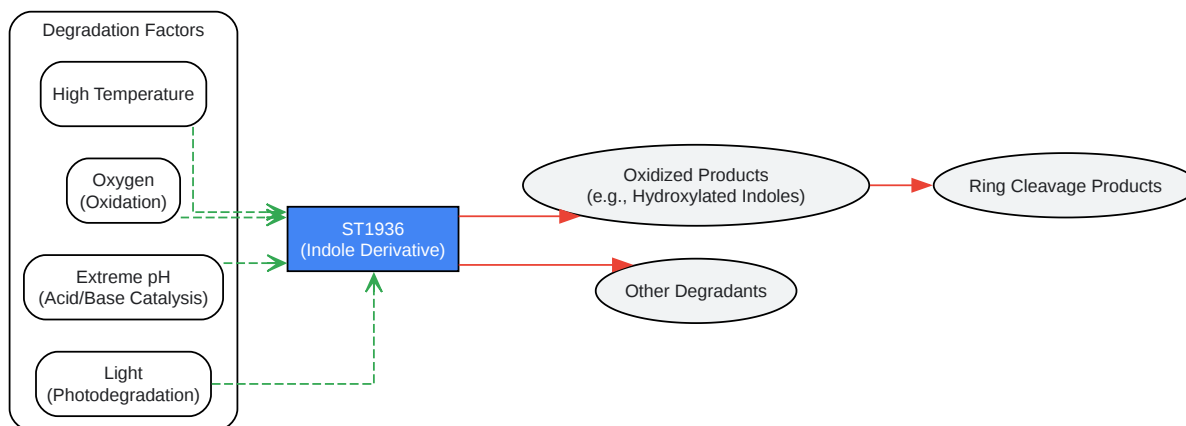 Degradation Factors
High Temperature
Oxygen
(Oxidation)
Extreme pH
(Acid/Base Catalysis)
Light
(Photodegradation)
ST1936
(Indole Derivative)
Oxidized Products
(e.g., Hydroxylated Indoles)
Other Degradants
Ring Cleavage Products